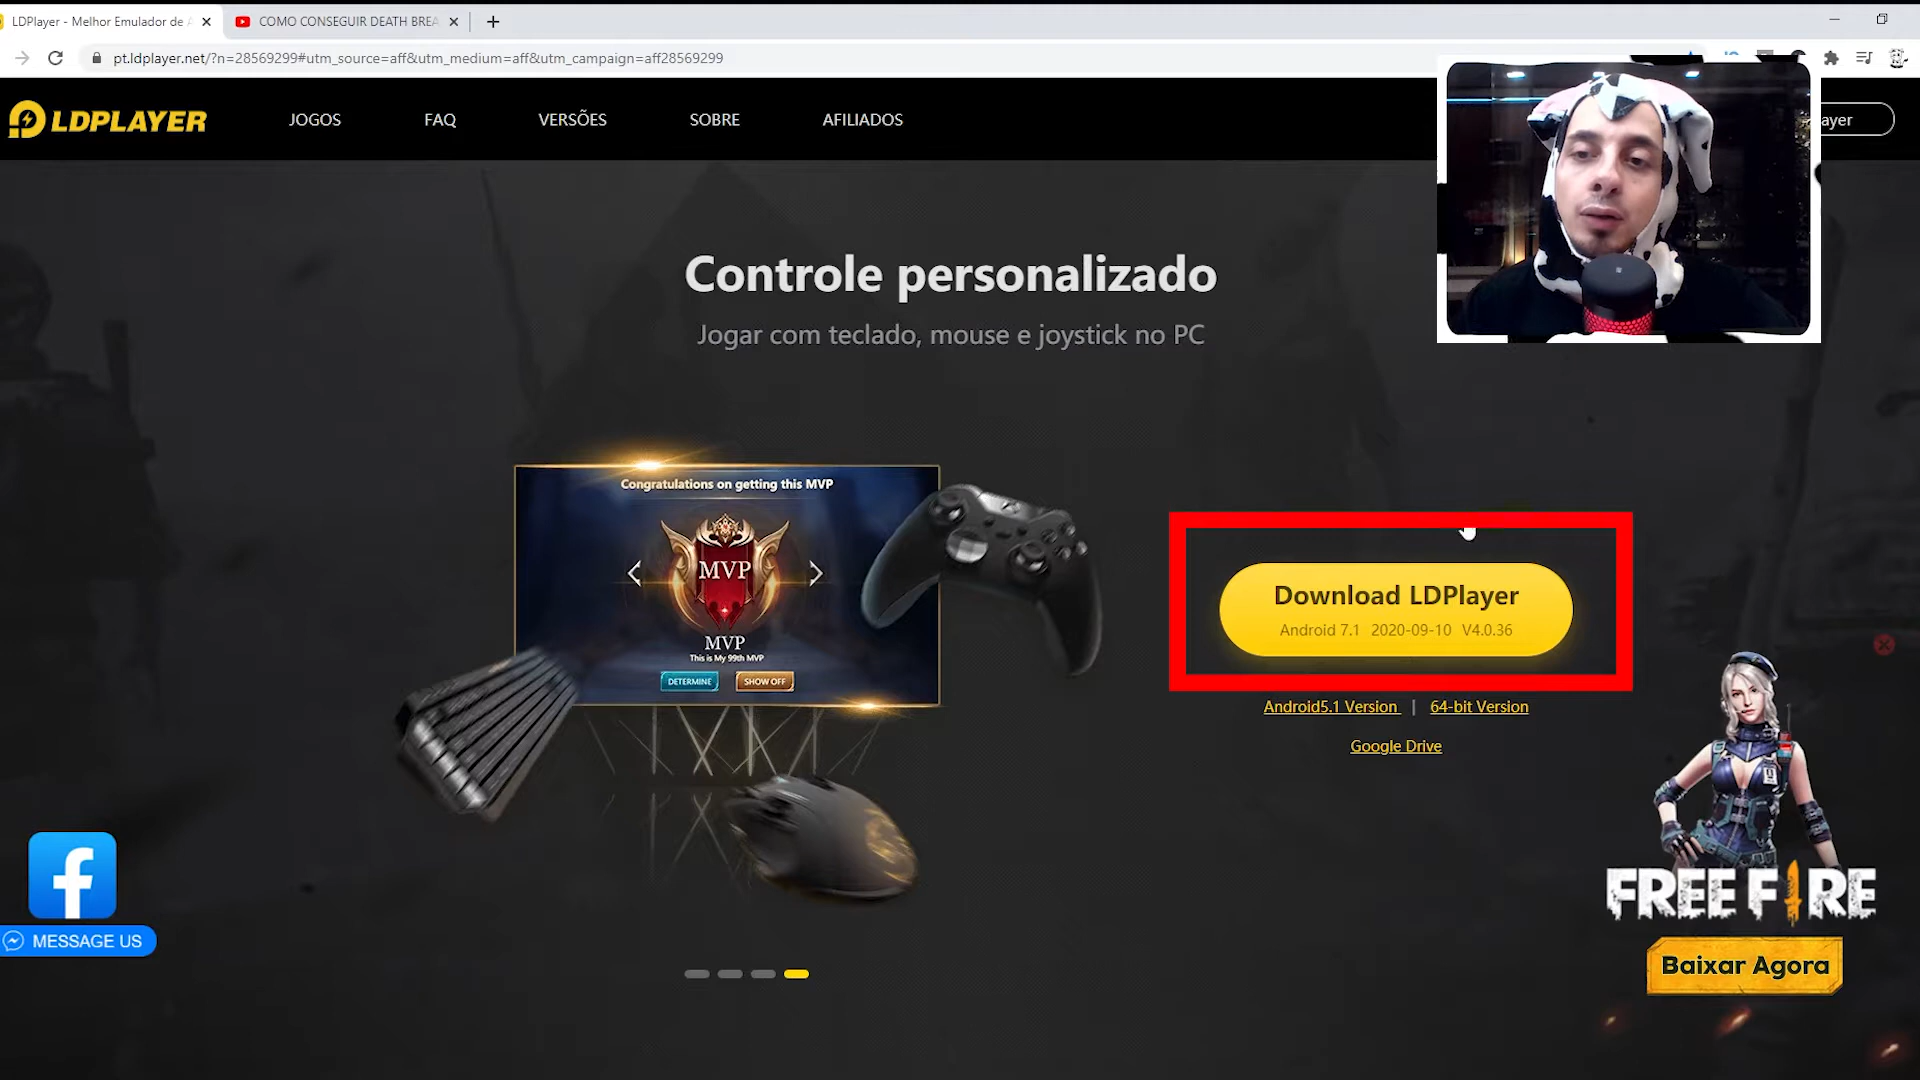 LDPlayer - Melhor Emulador de
COMO CONSEGUIR DEATH BREA
pt.ldplayer.net/?n=28569299#utm_source=aff&utm_medium=aff&utm_campaign=aff28569299
LDPLAYER
JOGOS
FAQ
VERSÕES
SOBRE
AFILIADOS
ayer
Controle personalizado
Jogar com teclado, mouse e joystick no PC
Congratulations on getting this MVP
MVP
MVP
This is My 99th MVP
DETERMINE
SHOW OFF
Download LDPlayer
Android 7.1 2020-09-10 V4.0.36
Android5.1 Version | 64-bit Version
Google Drive
FREE FIRE
Baixar Agora
MESSAGE US